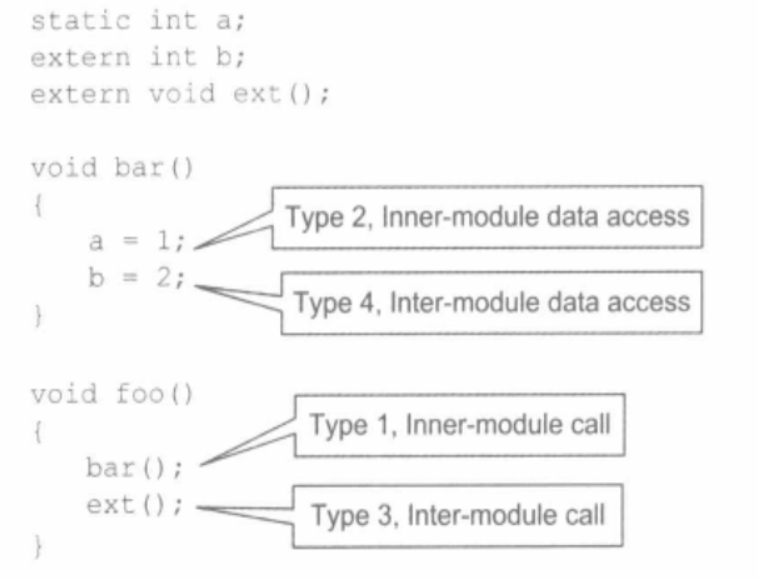 static int a;
extern int b;
extern void ext();
void bar()
{
a = 1;
Type 2, Inner-module data access
b = 2;
Type 4, Inter-module data access
}
void foo()
{
Type 1, Inner-module call
bar();
ext();
Type 3, Inter-module call
}